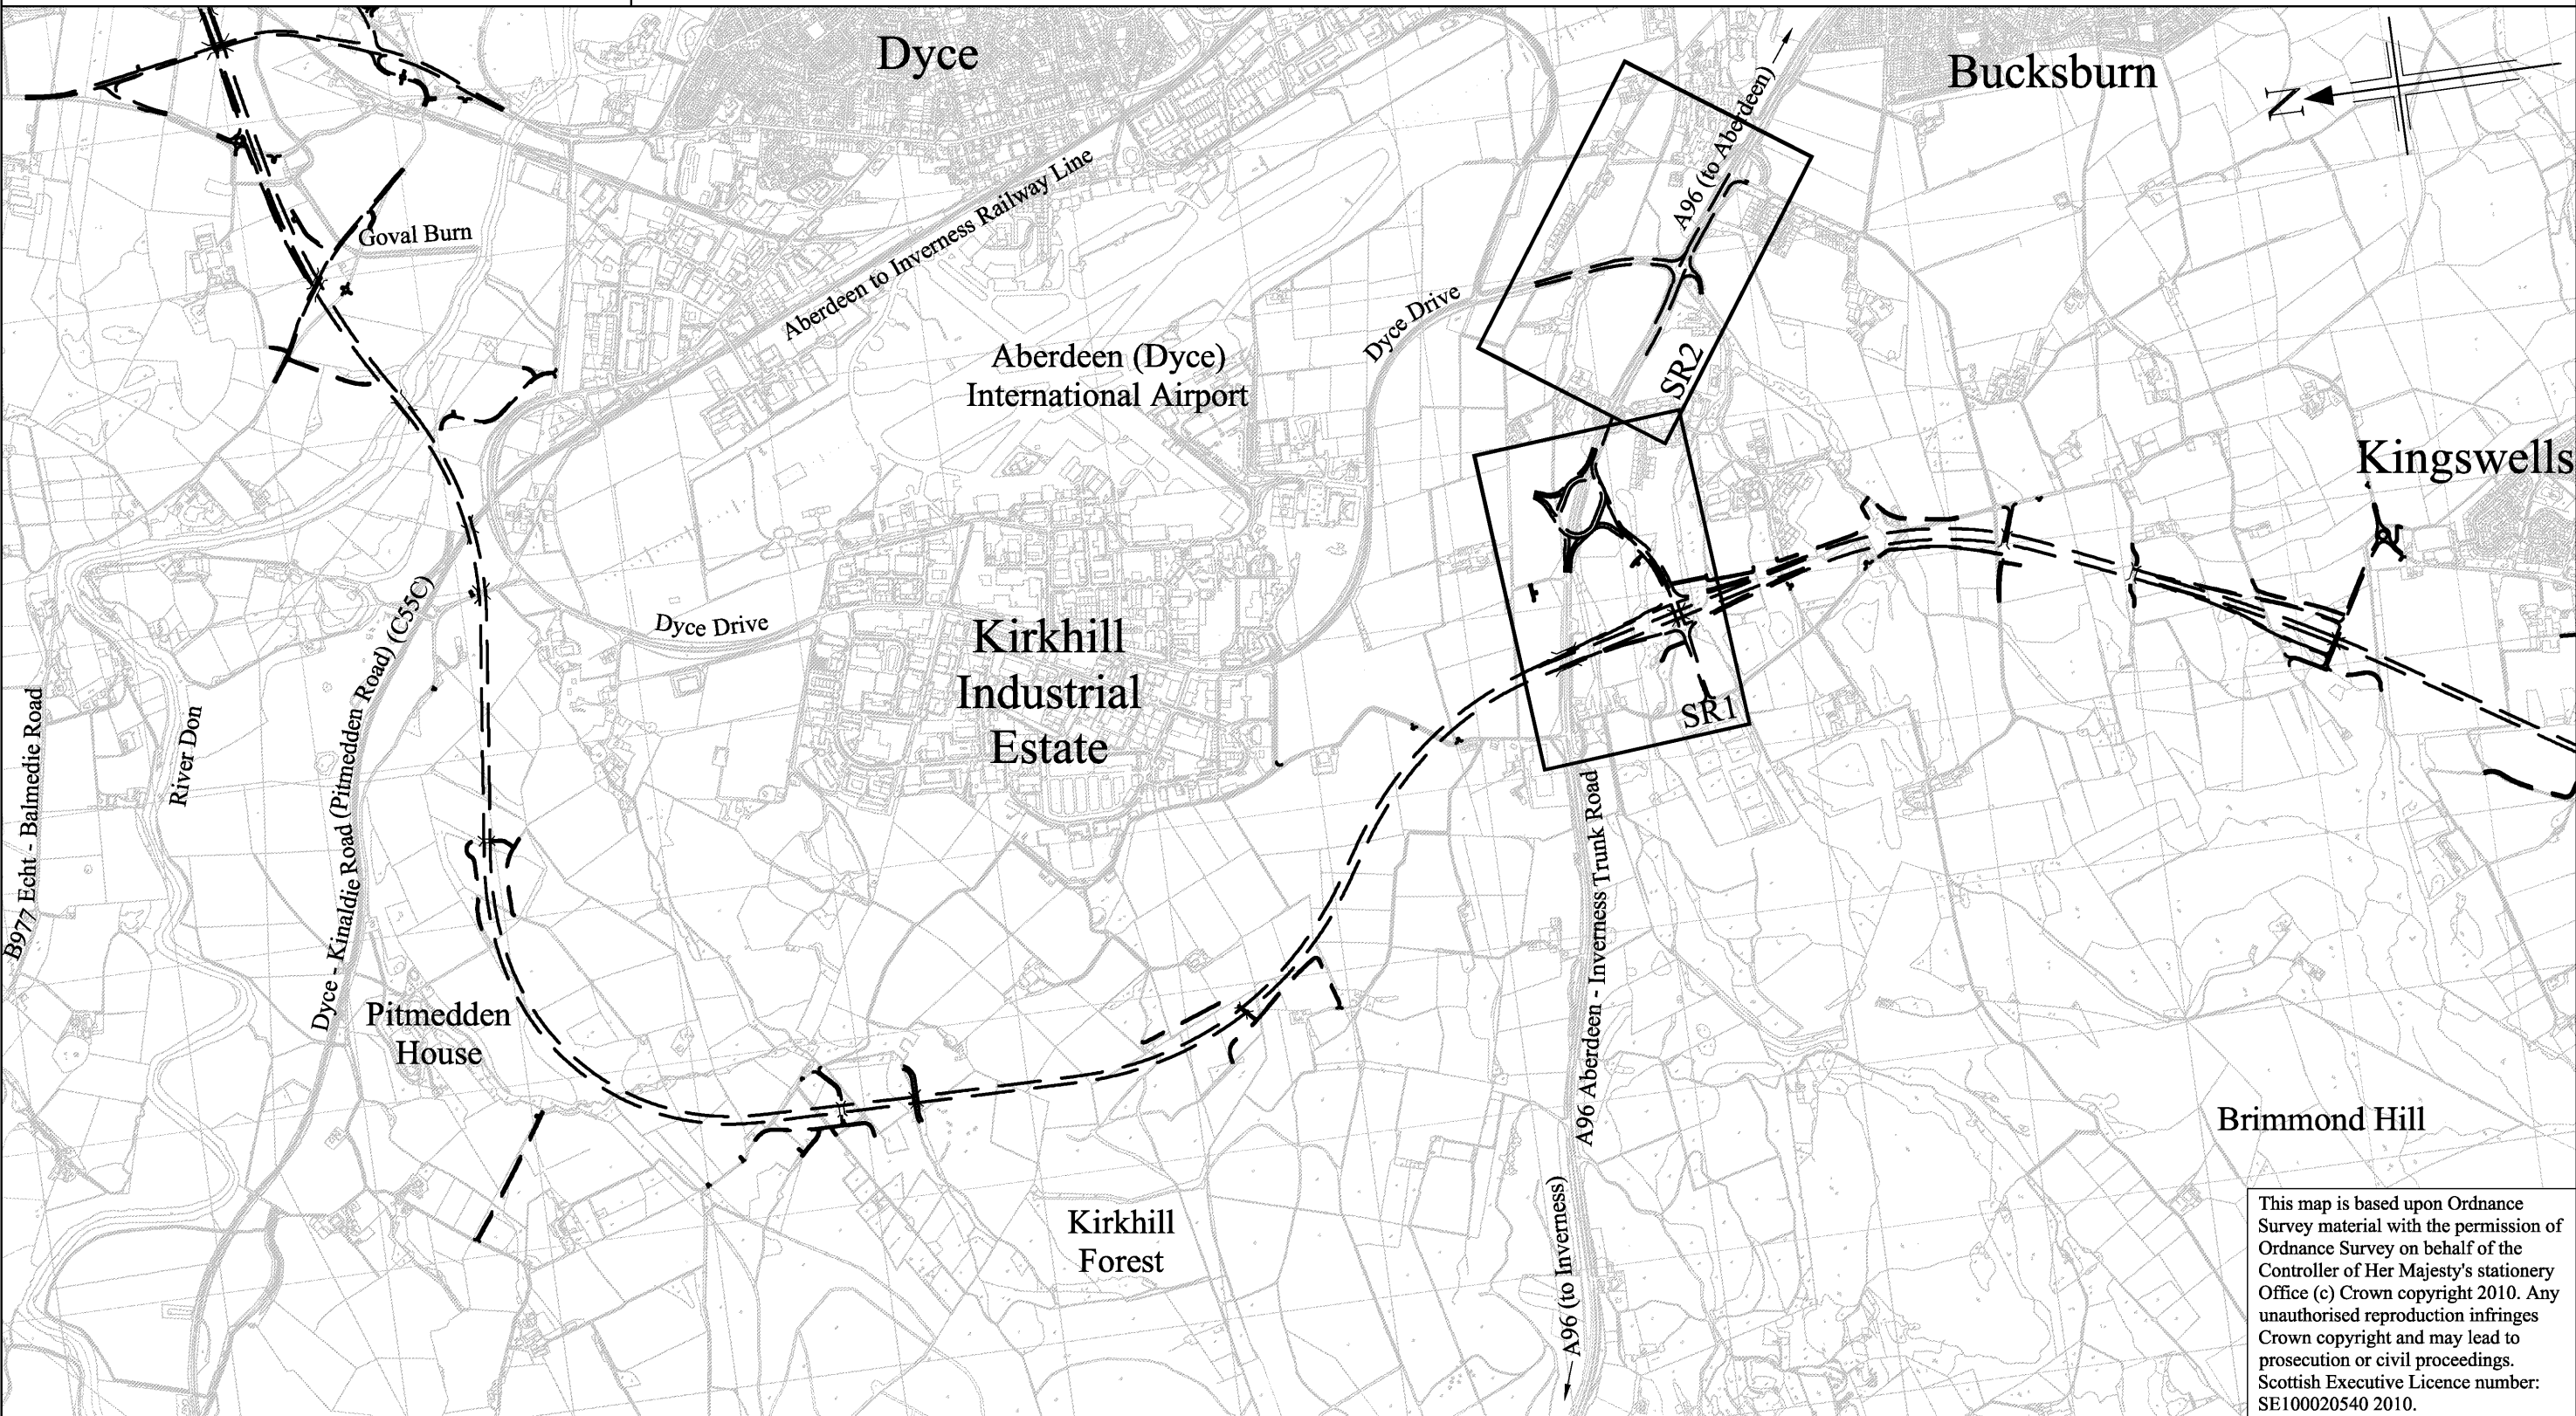 Dyce
Bucksburn
N
A96 (to Aberdeen)
Aberdeen to Inverness Railway Line
Goval Burn
Dyce Drive
Aberdeen (Dyce)
International Airport
SR2
Kingswells
Dyce - Kinaldie Road (Pitmedden Road) (C55C)
Dyce Drive
Kirkhill
Industrial
Estate
SR1
B977 Echt - Balmedie Road
River Don
A96 Aberdeen - Inverness Trunk Road
Pitmedden
House
Brimmond Hill
Kirkhill
Forest
A96 (to Inverness)
This map is based upon Ordnance
Survey material with the permission of
Ordnance Survey on behalf of the
Controller of Her Majesty's stationery
Office (c) Crown copyright 2010. Any
unauthorised reproduction infringes
Crown copyright and may lead to
prosecution or civil proceedings.
Scottish Executive Licence number:
SE100020540 2010.